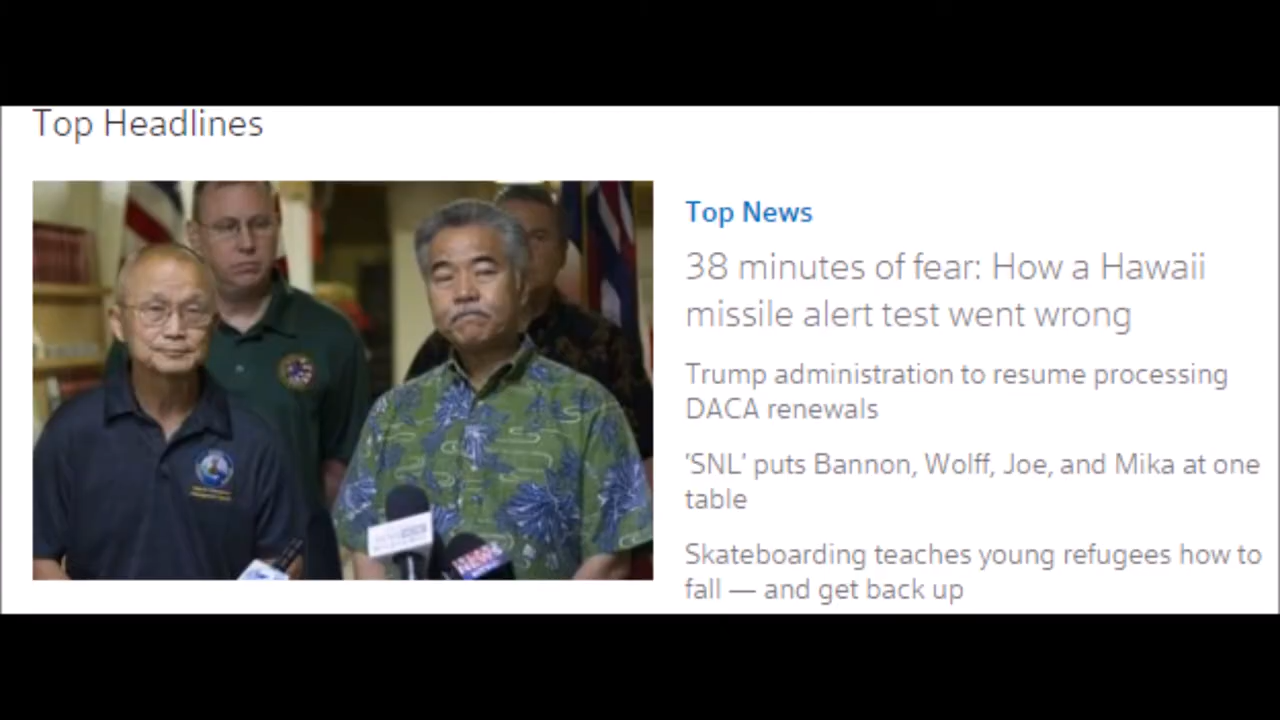 Top Headlines
Top News
38 minutes of fear: How a Hawaii
missile alert test went wrong
Trump administration to resume processing
DACA renewals
'SNL' puts Bannon, Wolff, Joe, and Mika at one
table
Skateboarding teaches young refugees how to
fall — and get back up